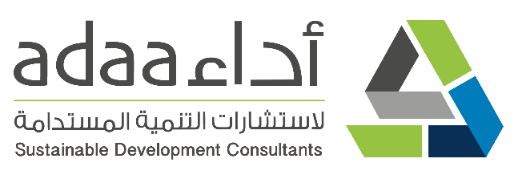 adaa أداء
لاستشارات التنمية المستدامة
Sustainable Development Consultants